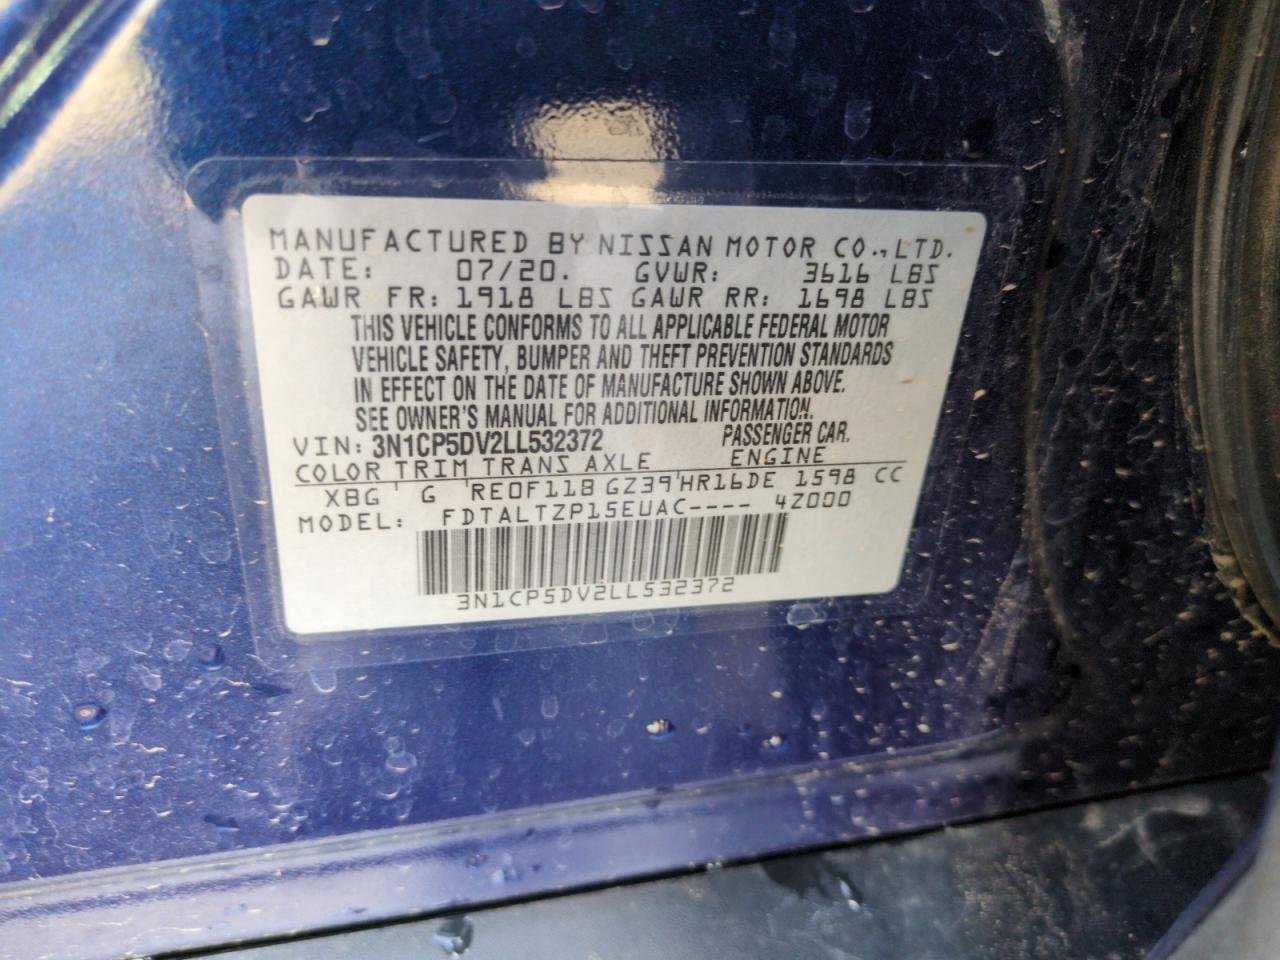 MANUFACTURED BY NISSAN MOTOR CO., LTD.
DATE: 07/20. GVWR: 3616 LBS
GAWR FR: 1918 LBS GAWR RR: 1698 LBS
THIS VEHICLE CONFORMS TO ALL APPLICABLE FEDERAL MOTOR
VEHICLE SAFETY, BUMPER AND THEFT PREVENTION STANDARDS
IN EFFECT ON THE DATE OF MANUFACTURE SHOWN ABOVE.
SEE OWNER'S MANUAL FOR ADDITIONAL INFORMATION.
VIN: 3N1CP5DV2LL532372 PASSENGER CAR.
COLOR TRIM TRANS AXLE ENGINE
XBG G RE0F11B GZ39 HR16DE 1598 CC
MODEL: FDTALTZP15EUAC---- 4Z000
3N1CP5DV2LL532372